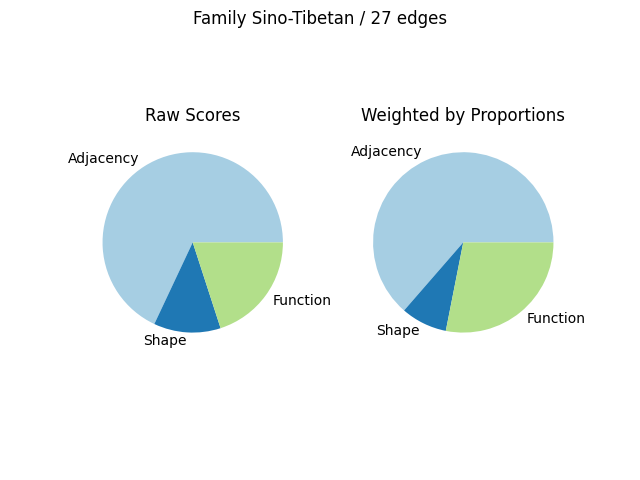 Family Sino-Tibetan / 27 edges
Raw Scores
Adjacency
Shape
Function
Weighted by Proportions
Adjacency
Shape
Function